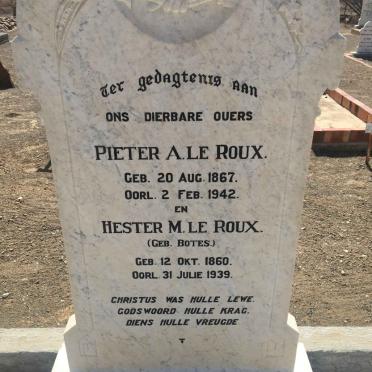 Ter gedagtenis aan
ONS DIERBARE OUERS
PIETER A. LE ROUX.
GEB. 20 AUG. 1867.
OORL. 2 FEB. 1942.
EN
HESTER M. LE ROUX.
(GEB. BOTES.)
GEB. 12 OKT. 1860.
OORL. 31 JULIE 1939.
CHRISTUS WAS HULLE LEWE.
GODSWOORD HULLE KRAG.
DIENS HULLE VREUGDE